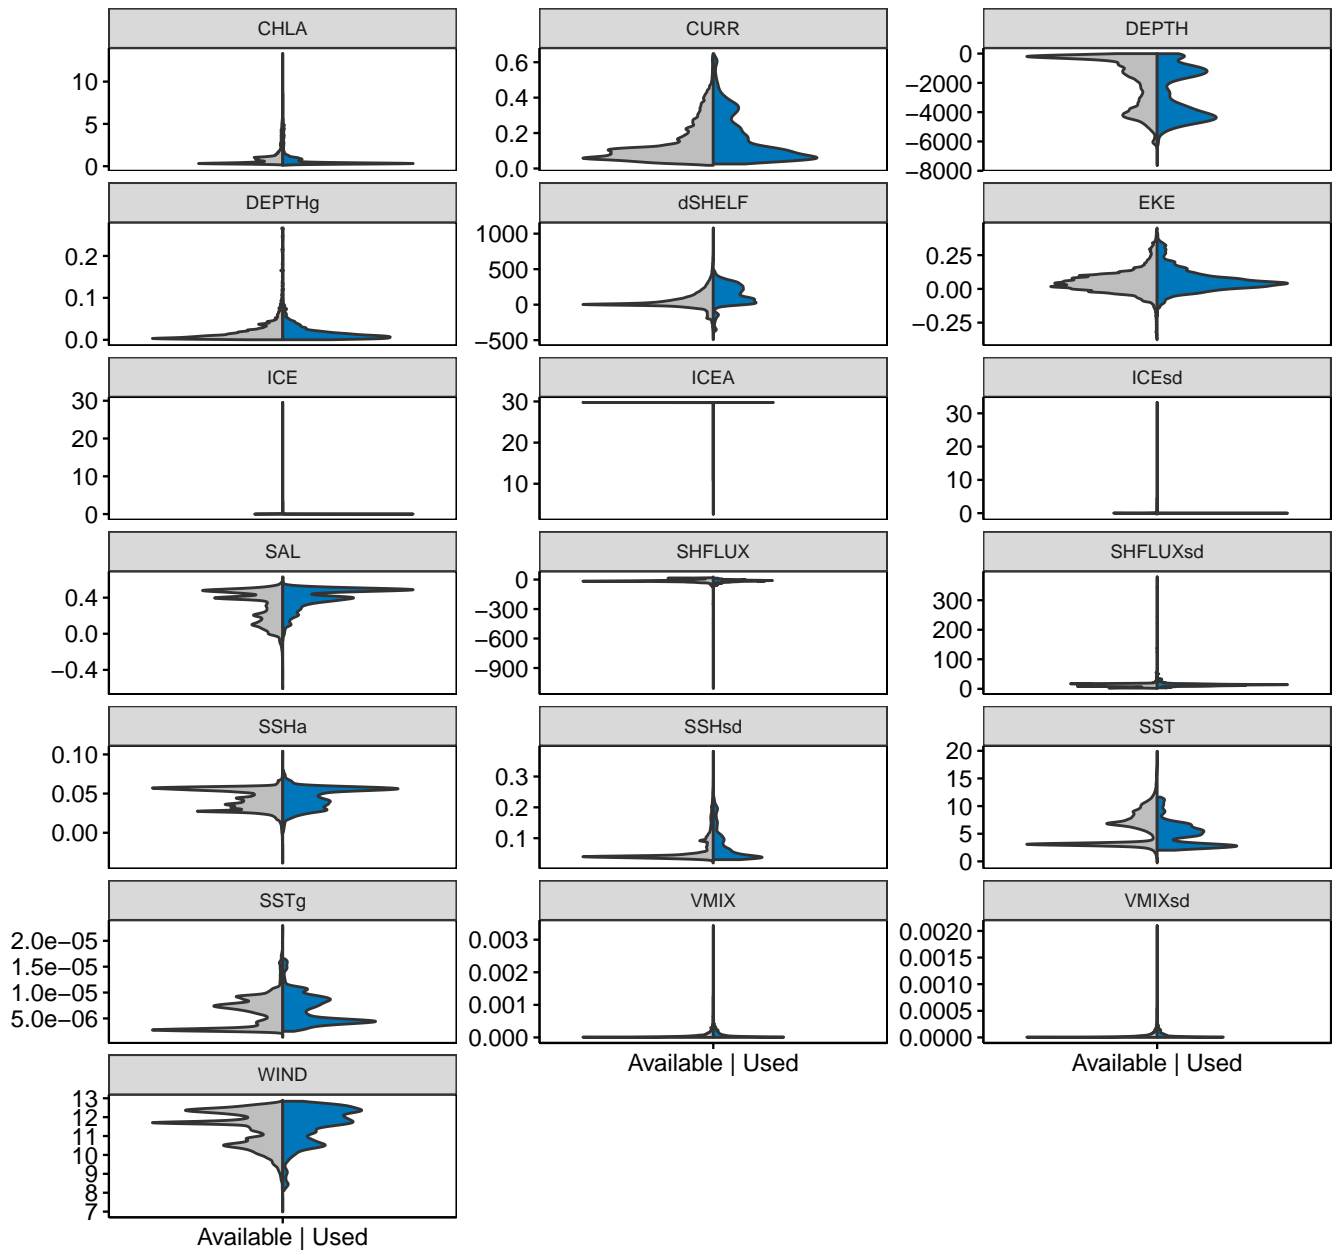 CHLA
10
5
0
CURR
0.6
0.4
0.2
0.0
DEPTH
0
−2000
−4000
−6000
−8000
DEPTHg
0.2
0.1
0.0
dSHELF
1000
500
0
−500
EKE
0.25
0.00
−0.25
ICE
30
20
10
0
ICEA
30
20
10
ICEsd
30
20
10
0
SAL
0.4
0.0
−0.4
SHFLUX
0
−300
−600
−900
SHFLUXsd
300
200
100
0
SSHa
0.10
0.05
0.00
SSHsd
0.3
0.2
0.1
SST
20
15
10
5
0
SSTg
2.0e−05
1.5e−05
1.0e−05
5.0e−06
VMIX
0.003
0.002
0.001
0.000
Available | Used
VMIXsd
0.0020
0.0015
0.0010
0.0005
0.0000
Available | Used
WIND
13
12
11
10
9
8
7
Available | Used